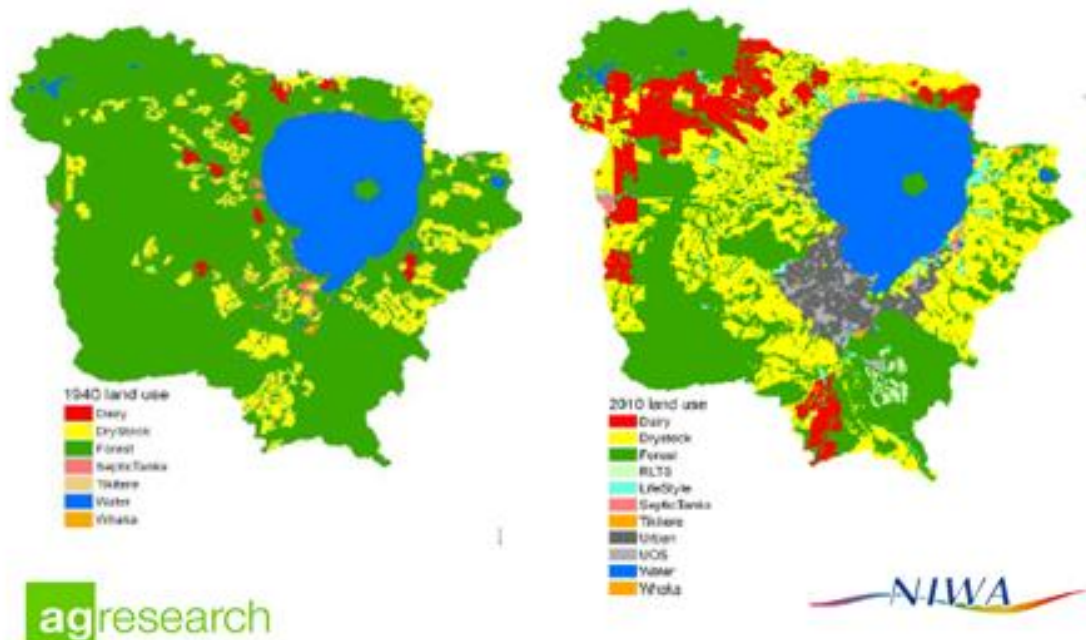 1940 land use
Dairy
DryStock
Forest
SepticTanks
Tikitere
Water
Whaka
2010 land use
Dairy
Drystock
Forest
RLTS
LifeStyle
SepticTanks
Tikitere
Urban
UOS
Water
Whaka
agresearch
NIWA